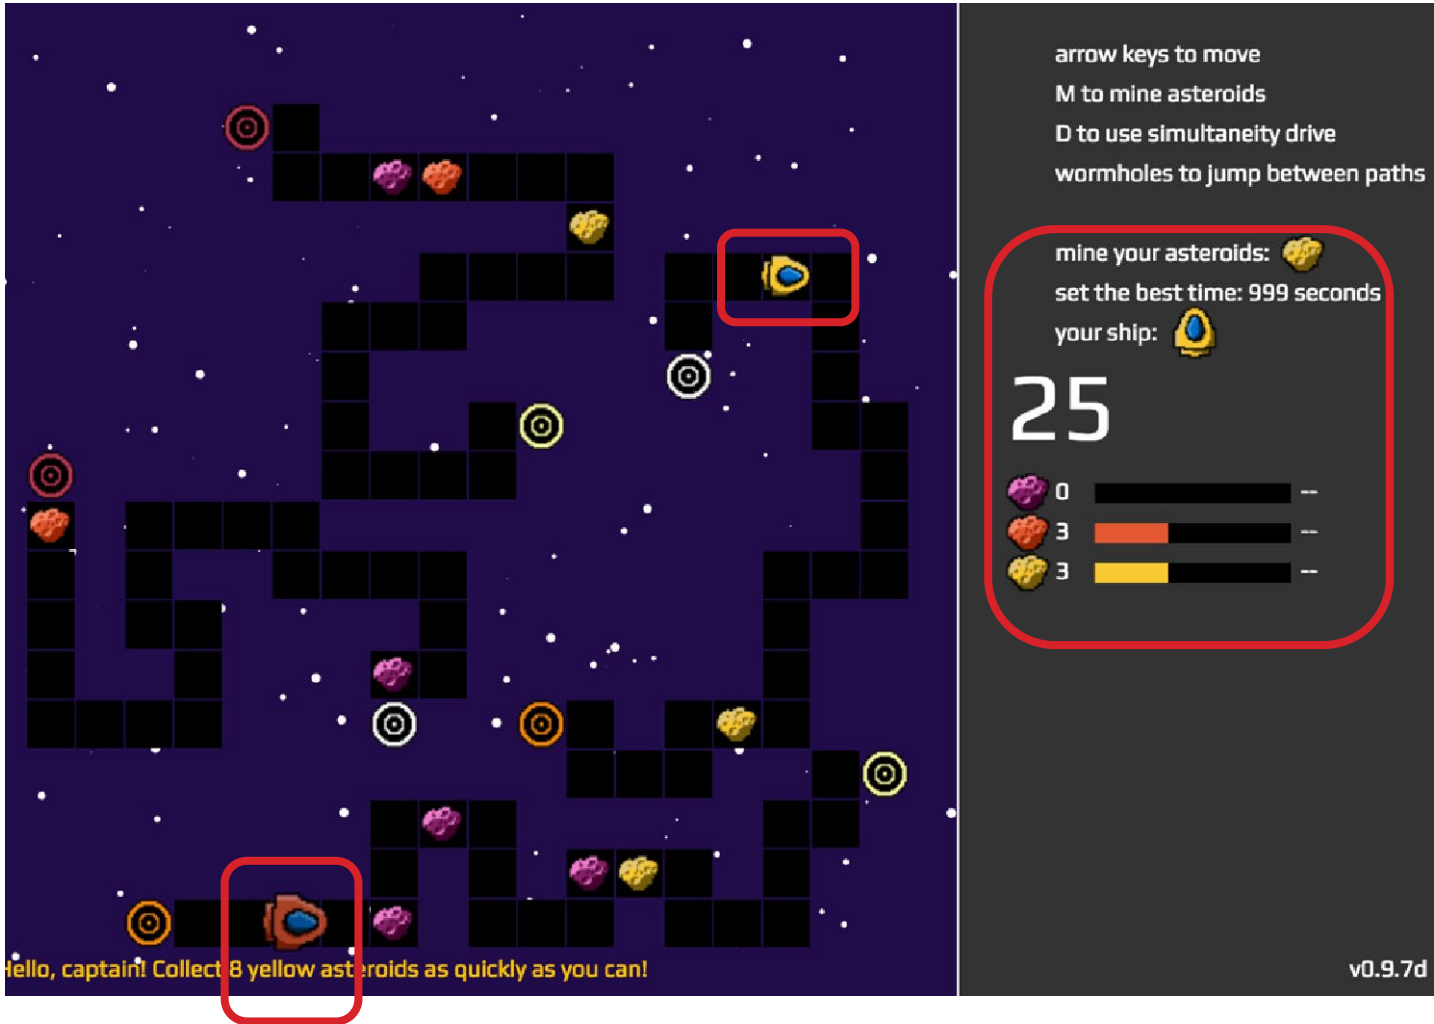 arrow keys to move
M to mine asteroids
D to use simultaneity drive
wormholes to jump between paths
mine your asteroids:
set the best time: 999 seconds
your ship:
25
0 --
3 --
3 --
Hello, captain! Collect 8 yellow asteroids as quickly as you can!
v0.9.7d